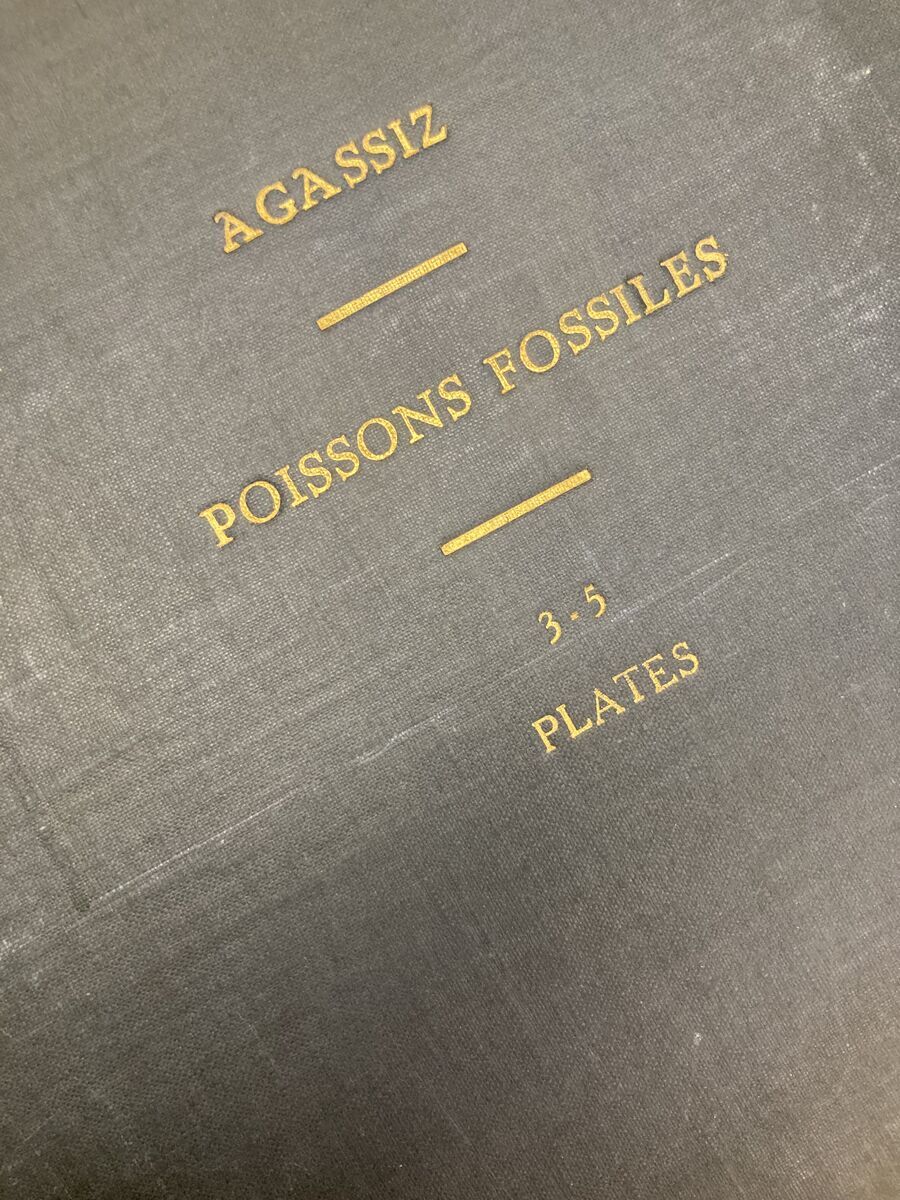 AGASSIZ
POISSONS FOSSILES
3-5
PLATES